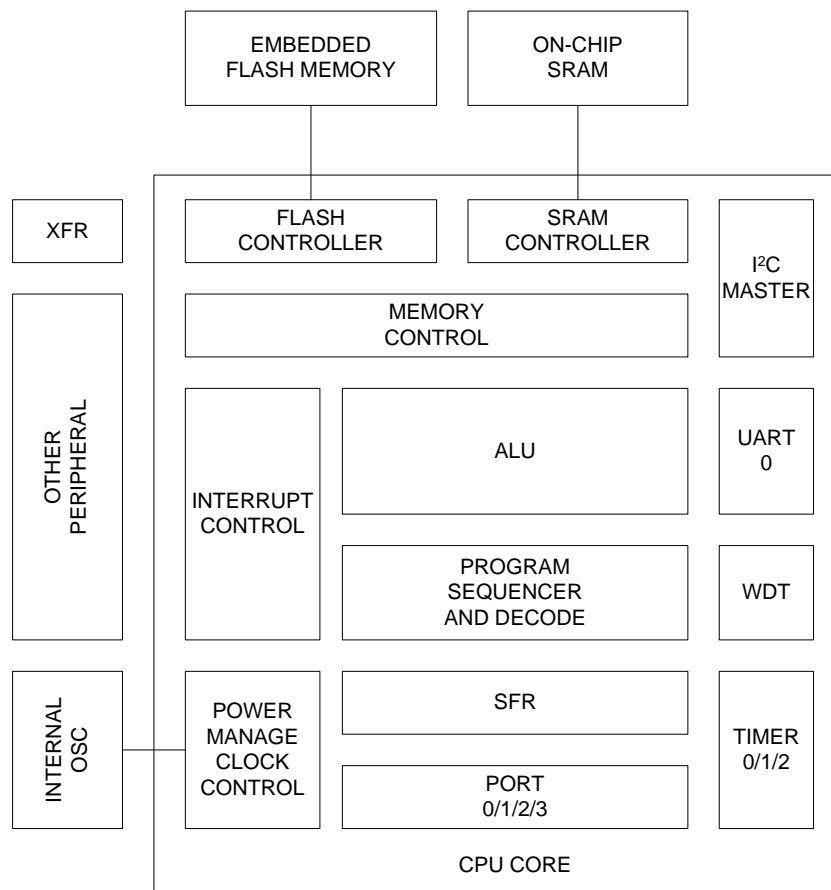 EMBEDDED
FLASH MEMORY
ON-CHIP
SRAM
XFR
FLASH
CONTROLLER
SRAM
CONTROLLER
I²C
MASTER
MEMORY
CONTROL
OTHER
PERIPHERAL
INTERRUPT
CONTROL
ALU
UART
0
PROGRAM
SEQUENCER
AND DECODE
WDT
INTERNAL
OSC
POWER
MANAGE
CLOCK
CONTROL
SFR
TIMER
0/1/2
PORT
0/1/2/3
CPU CORE